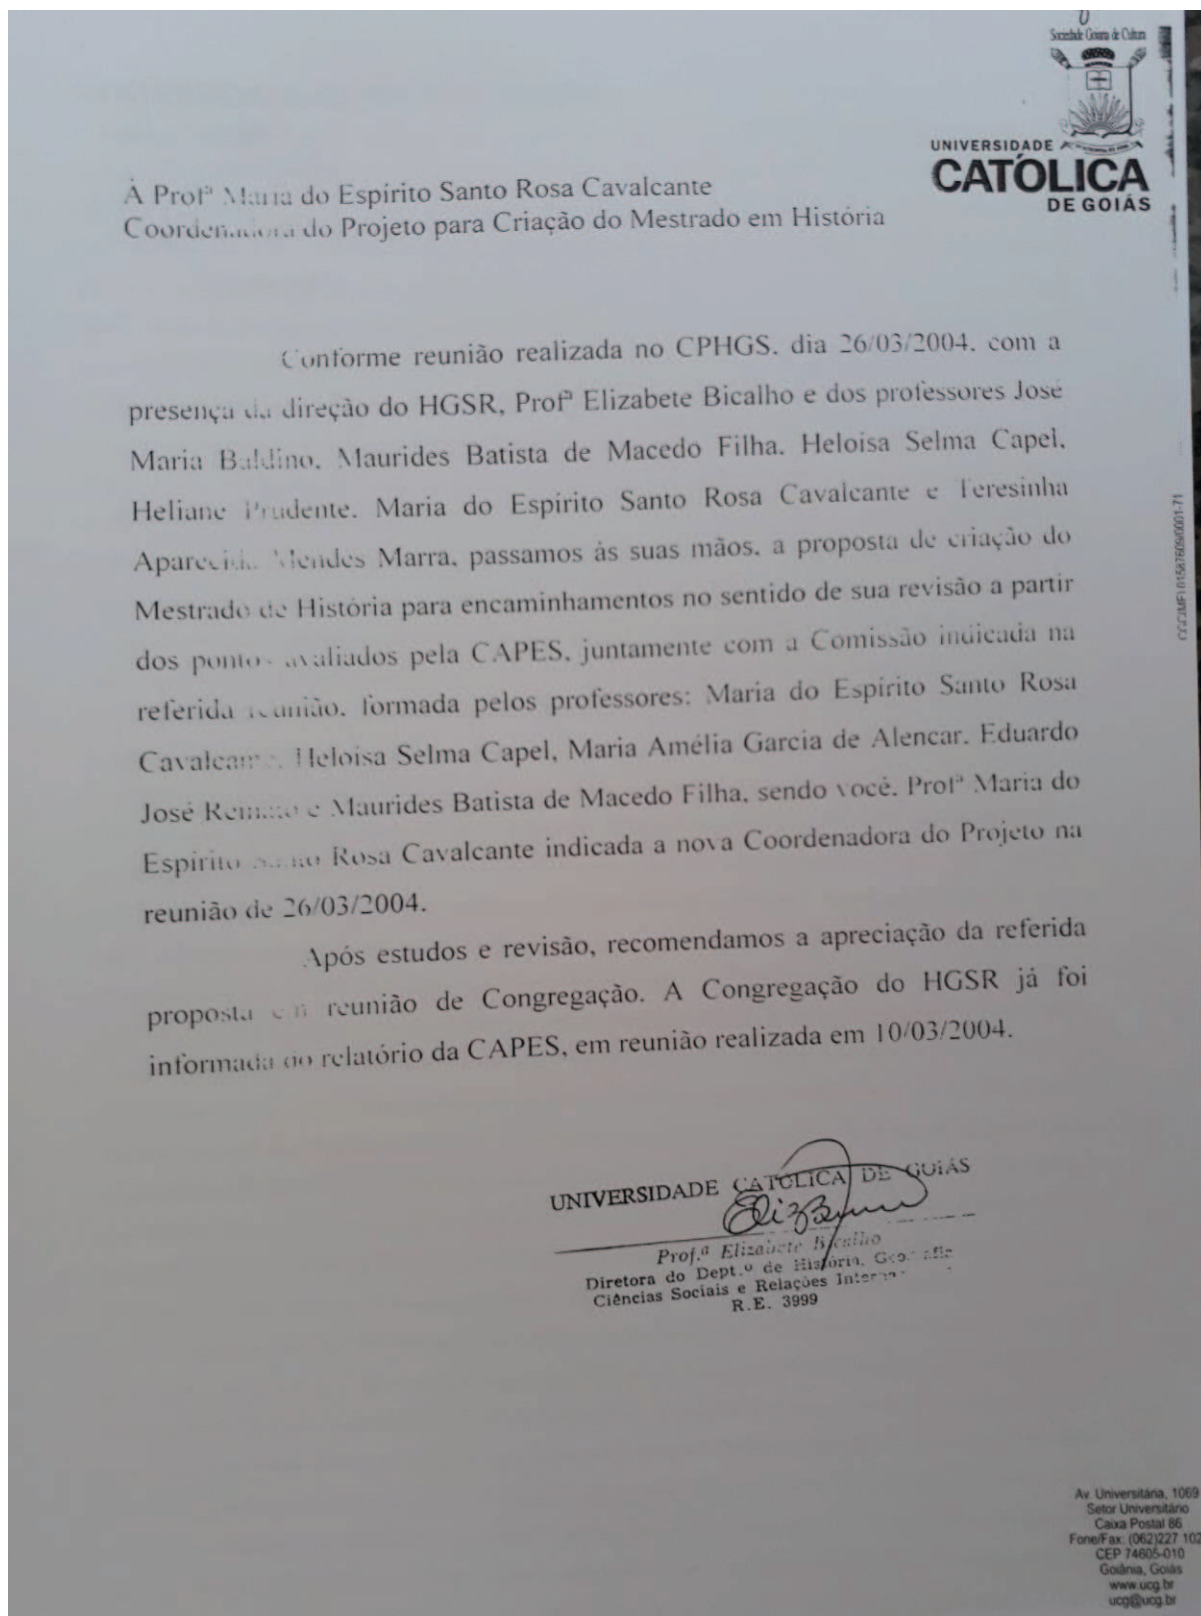 Sociedade Goiana de Cultura
UNIVERSIDADE
CATÓLICA
DE GOIÁS
À Profª Maria do Espírito Santo Rosa Cavalcante
Coordenadora do Projeto para Criação do Mestrado em História
Conforme reunião realizada no CPHGS, dia 26/03/2004, com a
presença da direção do HGSR, Profª Elizabete Bicalho e dos professores José
Maria Baldino, Maurides Batista de Macedo Filha, Heloisa Selma Capel,
Heliane Prudente, Maria do Espírito Santo Rosa Cavalcante e Teresinha
Aparecida Mendes Marra, passamos às suas mãos, a proposta de criação do
Mestrado de História para encaminhamentos no sentido de sua revisão a partir
dos pontos avaliados pela CAPES, juntamente com a Comissão indicada na
referida reunião, formada pelos professores: Maria do Espírito Santo Rosa
Cavalcante, Heloisa Selma Capel, Maria Amélia Garcia de Alencar, Eduardo
José Reinato e Maurides Batista de Macedo Filha, sendo você, Profª Maria do
Espírito Santo Rosa Cavalcante indicada a nova Coordenadora do Projeto na
reunião de 26/03/2004.
Após estudos e revisão, recomendamos a apreciação da referida
proposta em reunião de Congregação. A Congregação do HGSR já foi
informada do relatório da CAPES, em reunião realizada em 10/03/2004.
UNIVERSIDADE CATÓLICA DE GOIÁS
Prof.ª Elizabete Bicalho
Diretora do Dept.º de História, Geografia
Ciências Sociais e Relações
R.E. 3999
CGC(MF) 01587609/0001-71
Av. Universitária, 1069
Setor Universitário
Caixa Postal 86
Fone/Fax: (062)227 102
CEP 74605-010
Goiânia, Goiás
www.ucg.br
ucg@ucg.br